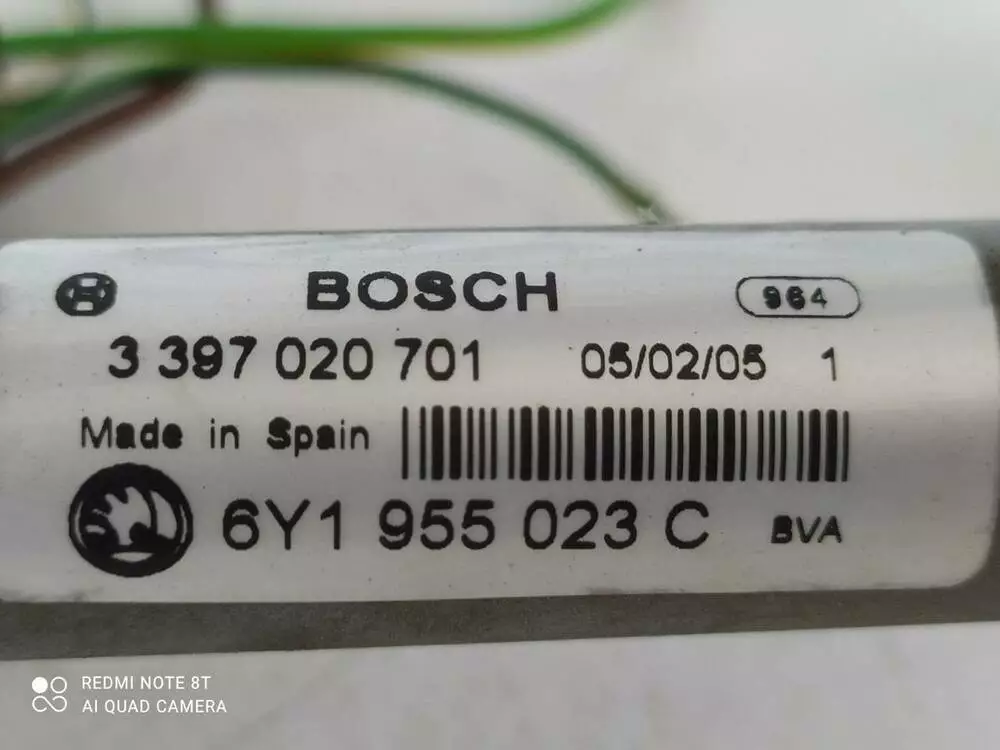 BOSCH 964
3 397 020 701 05/02/05 1
Made in Spain
6Y1 955 023 C BVA
REDMI NOTE 8T
AI QUAD CAMERA